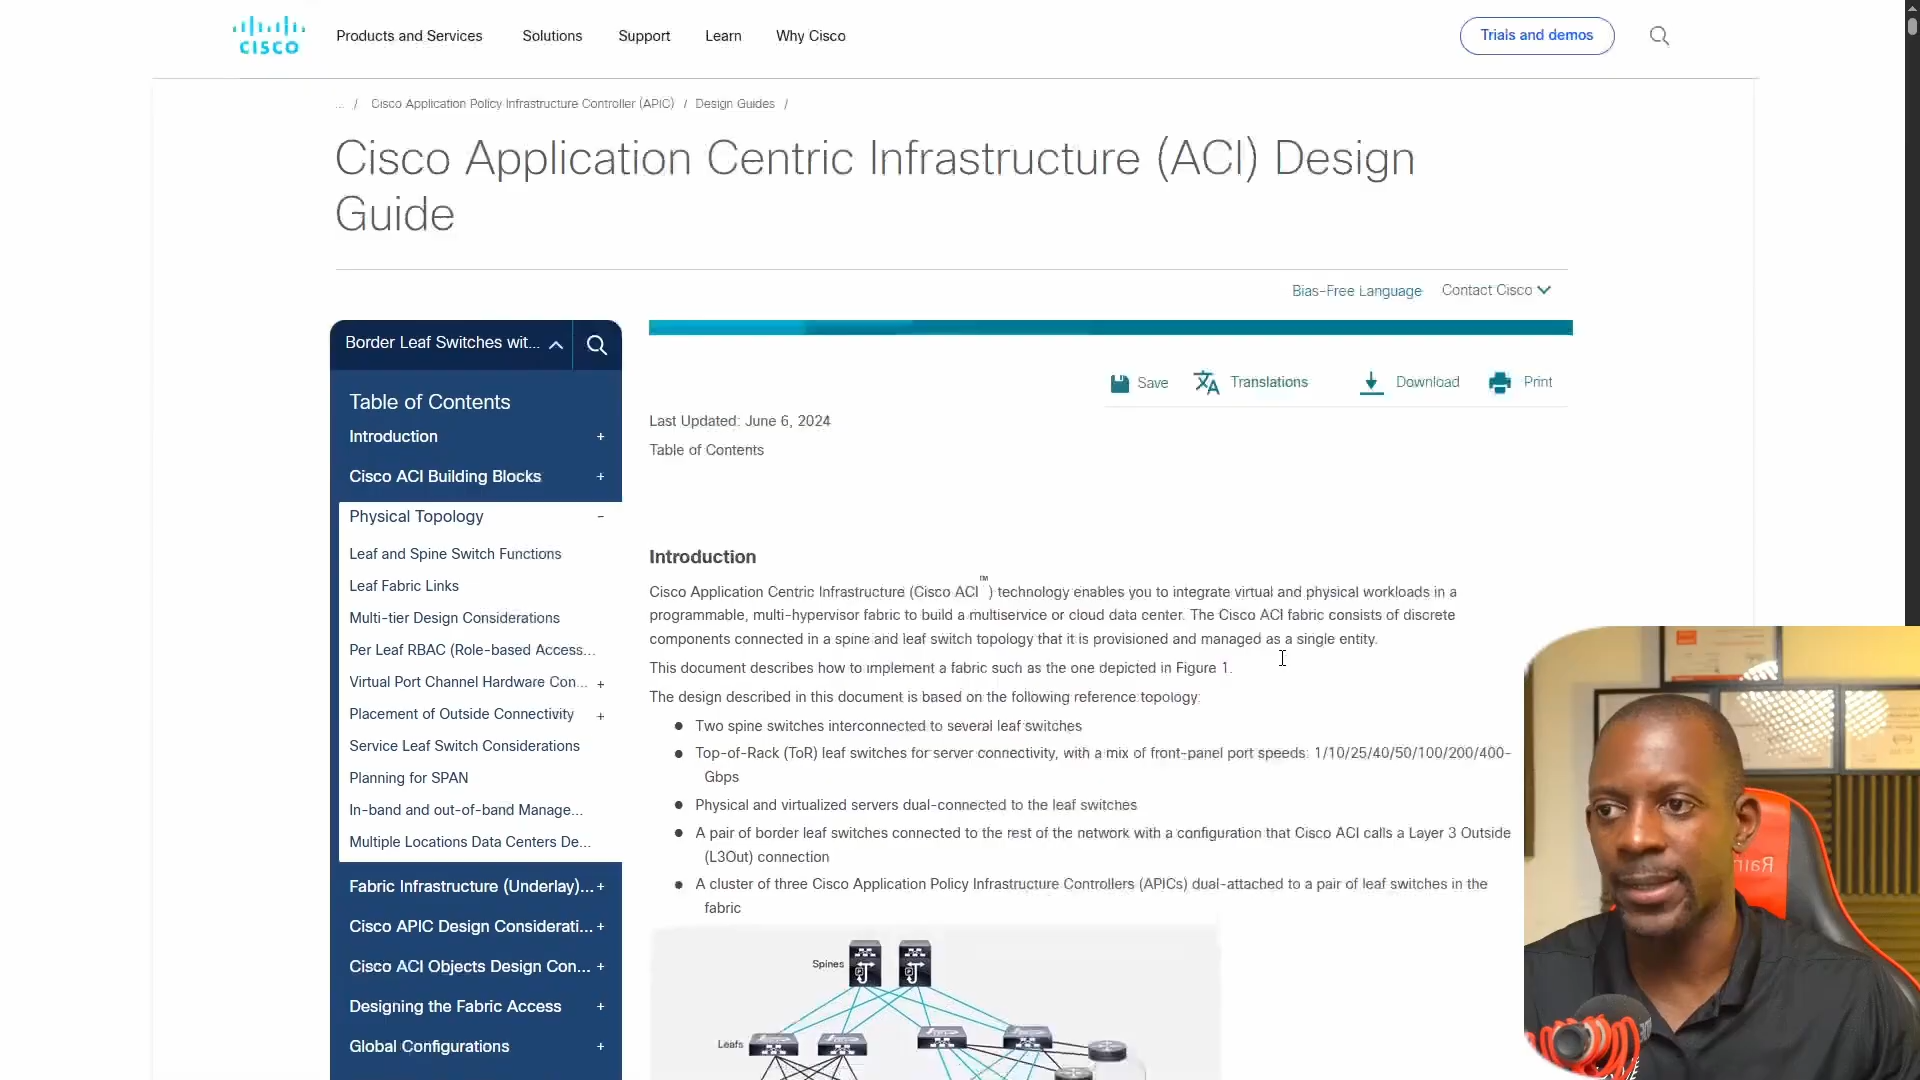 CISCO
Products and Services
Solutions
Support
Learn
Why Cisco
Trials and demos
... / Cisco Application Policy Infrastructure Controller (APIC) / Design Guides /
Cisco Application Centric Infrastructure (ACI) Design
Guide
Bias-Free Language
Contact Cisco
Border Leaf Switches wit...
Table of Contents
Introduction +
Cisco ACI Building Blocks +
Physical Topology -
Leaf and Spine Switch Functions
Leaf Fabric Links
Multi-tier Design Considerations
Per Leaf RBAC (Role-based Access...
Virtual Port Channel Hardware Con... +
Placement of Outside Connectivity +
Service Leaf Switch Considerations
Planning for SPAN
In-band and out-of-band Manage...
Multiple Locations Data Centers De...
Fabric Infrastructure (Underlay)... +
Cisco APIC Design Considerati... +
Cisco ACI Objects Design Con... +
Designing the Fabric Access +
Global Configurations +
Save
Translations
Download
Print
Last Updated: June 6, 2024
Table of Contents
Introduction
Cisco Application Centric Infrastructure (Cisco ACI™) technology enables you to integrate virtual and physical workloads in a
programmable, multi-hypervisor fabric to build a multiservice or cloud data center. The Cisco ACI fabric consists of discrete
components connected in a spine and leaf switch topology that it is provisioned and managed as a single entity.
This document describes how to implement a fabric such as the one depicted in Figure 1.
The design described in this document is based on the following reference topology:
● Two spine switches interconnected to several leaf switches
● Top-of-Rack (ToR) leaf switches for server connectivity, with a mix of front-panel port speeds: 1/10/25/40/50/100/200/400-
Gbps
● Physical and virtualized servers dual-connected to the leaf switches
● A pair of border leaf switches connected to the rest of the network with a configuration that Cisco ACI calls a Layer 3 Outside
(L3Out) connection
● A cluster of three Cisco Application Policy Infrastructure Controllers (APICs) dual-attached to a pair of leaf switches in the
fabric
Spines
Leafs